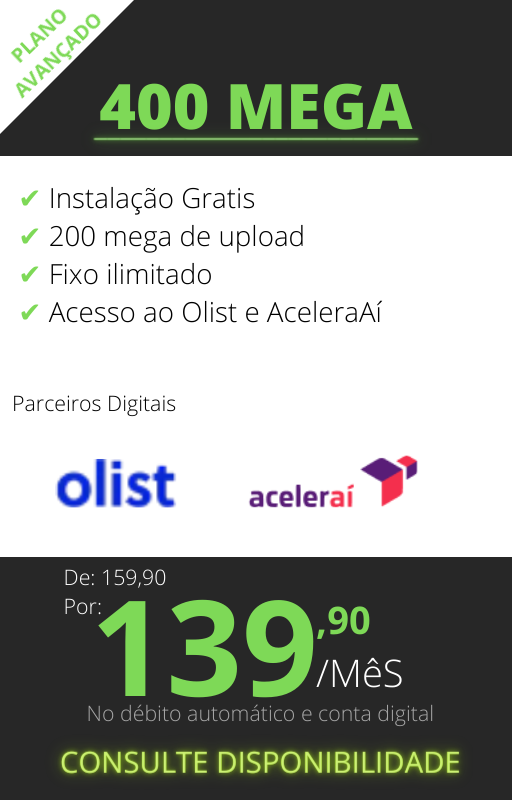 PLANO
AVANÇADO
400 MEGA
✔ Instalação Gratis
✔ 200 mega de upload
✔ Fixo ilimitado
✔ Acesso ao Olist e AceleraAí
Parceiros Digitais
olist
aceleraí
De: 159,90
Por: 139,90
/MêS
No débito automático e conta digital
CONSULTE DISPONIBILIDADE